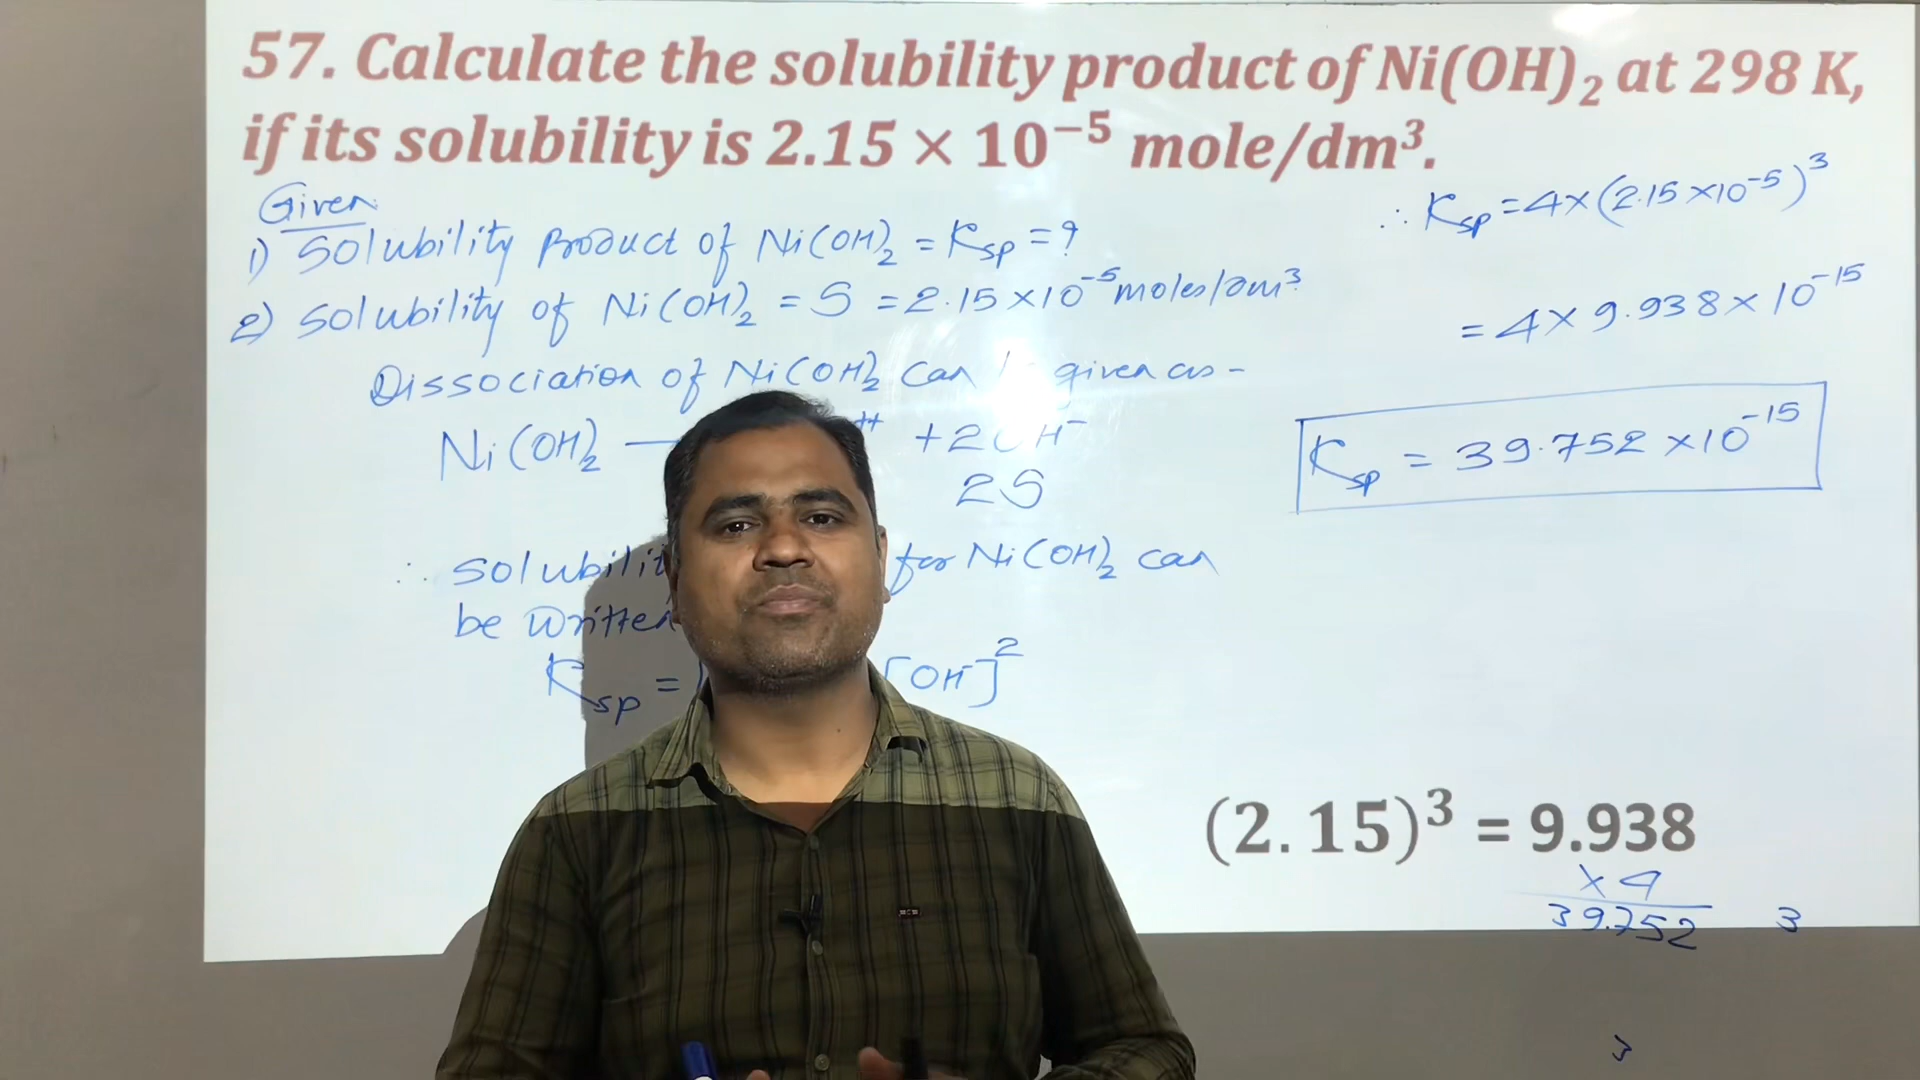 57. Calculate the solubility product of Ni(OH)₂ at 298 K,
if its solubility is 2.15 × 10⁻⁵ mole/dm³.
Given
1) Solubility Product of Ni(OH)₂ = Ksp = ?
2) Solubility of Ni(OH)₂ = S = 2.15 × 10⁻⁵ moles/dm³
Dissociation of Ni(OH)₂ can given as -
Ni(OH)₂ — ⁺⁺ + 2OH⁻
2S
∴ for Ni(OH)₂ can
be written
Ksp = [ [OH⁻]²
∴ Ksp = 4 × (2.15 × 10⁻⁵)³
= 4 × 9.938 × 10⁻¹⁵
Ksp = 39.752 × 10⁻¹⁵
(2.15)³ = 9.938
× 4
39.752 3
3